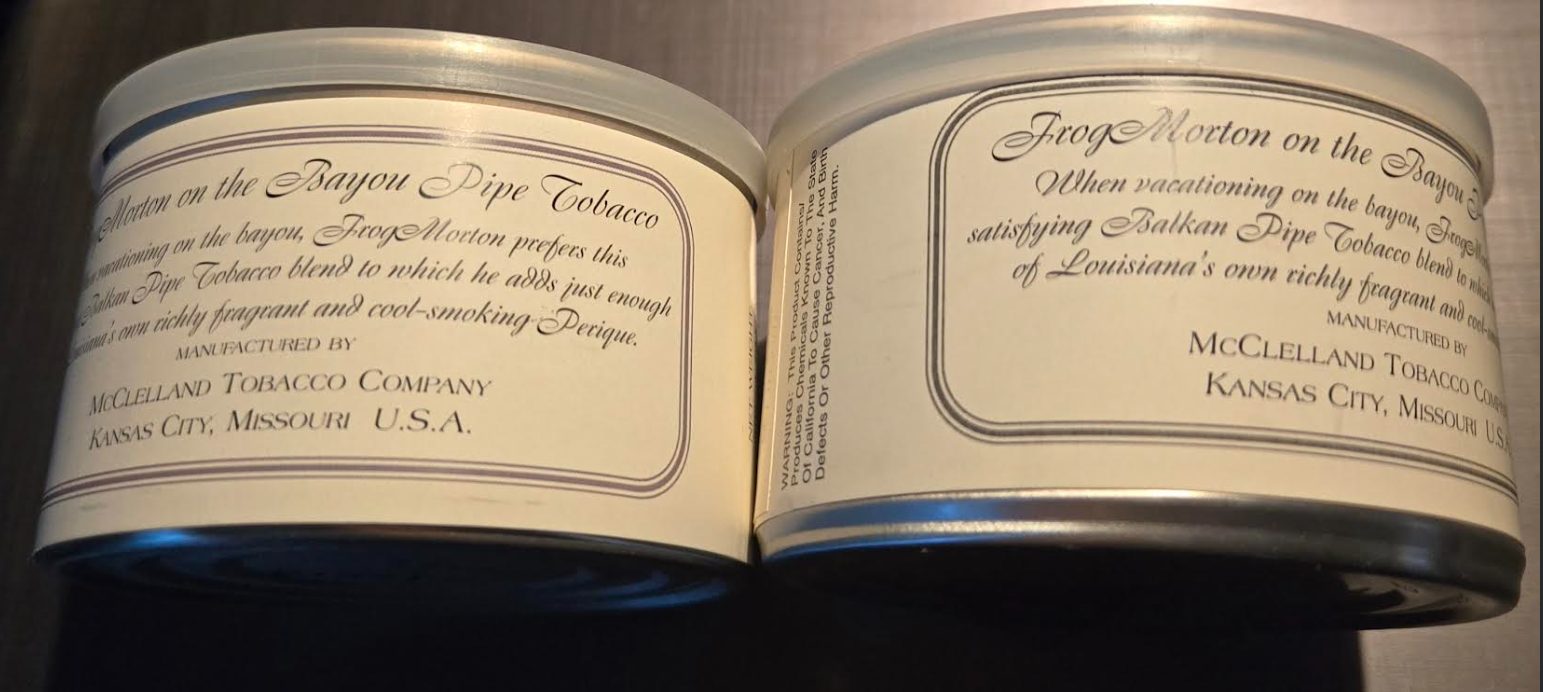 Morton on the Bayou Pipe Tobacco
vacationing on the bayou, FrogMorton prefers this
Balkan Pipe Tobacco blend to which he adds just enough
own richly fragrant and cool-smoking Perique.
MANUFACTURED BY
MCCLELLAND TOBACCO COMPANY
KANSAS CITY, MISSOURI U.S.A.
WARNING: This Product Contains/
Produces Chemicals Known To The State
Of California To Cause Cancer, And Birth
Defects Or Other Reproductive Harm.
FrogMorton on the Bayou
When vacationing on the bayou,
satisfying Balkan Pipe Tobacco blend to
of Louisiana's own richly fragrant and
MANUFACTURED BY
MCCLELLAND TOBACCO
KANSAS CITY, MISSOURI